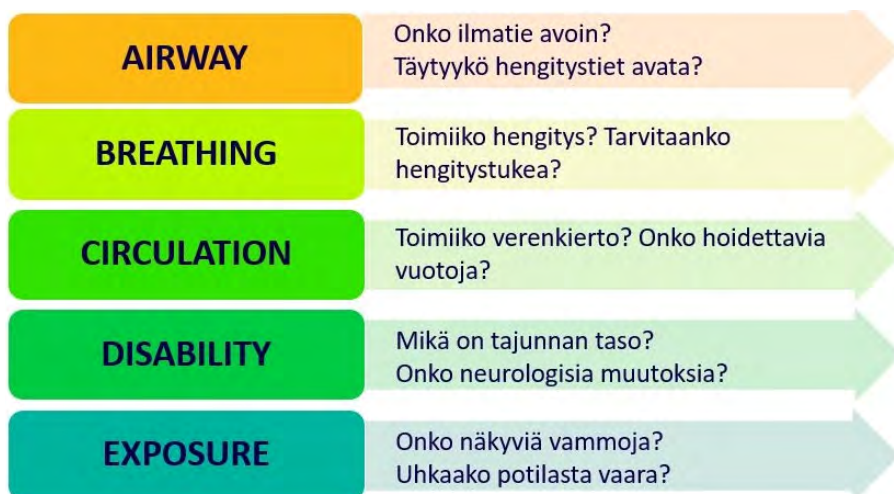 AIRWAY
Onko ilmatie avoin?
Täytyykö hengitystiet avata?
BREATHING
Toimiiko hengitys? Tarvitaanko
hengitystukea?
CIRCULATION
Toimiiko verenkierto? Onko hoidettavia
vuotoja?
DISABILITY
Mikä on tajunnan taso?
Onko neurologisia muutoksia?
EXPOSURE
Onko näkyviä vammoja?
Uhkaako potilasta vaara?